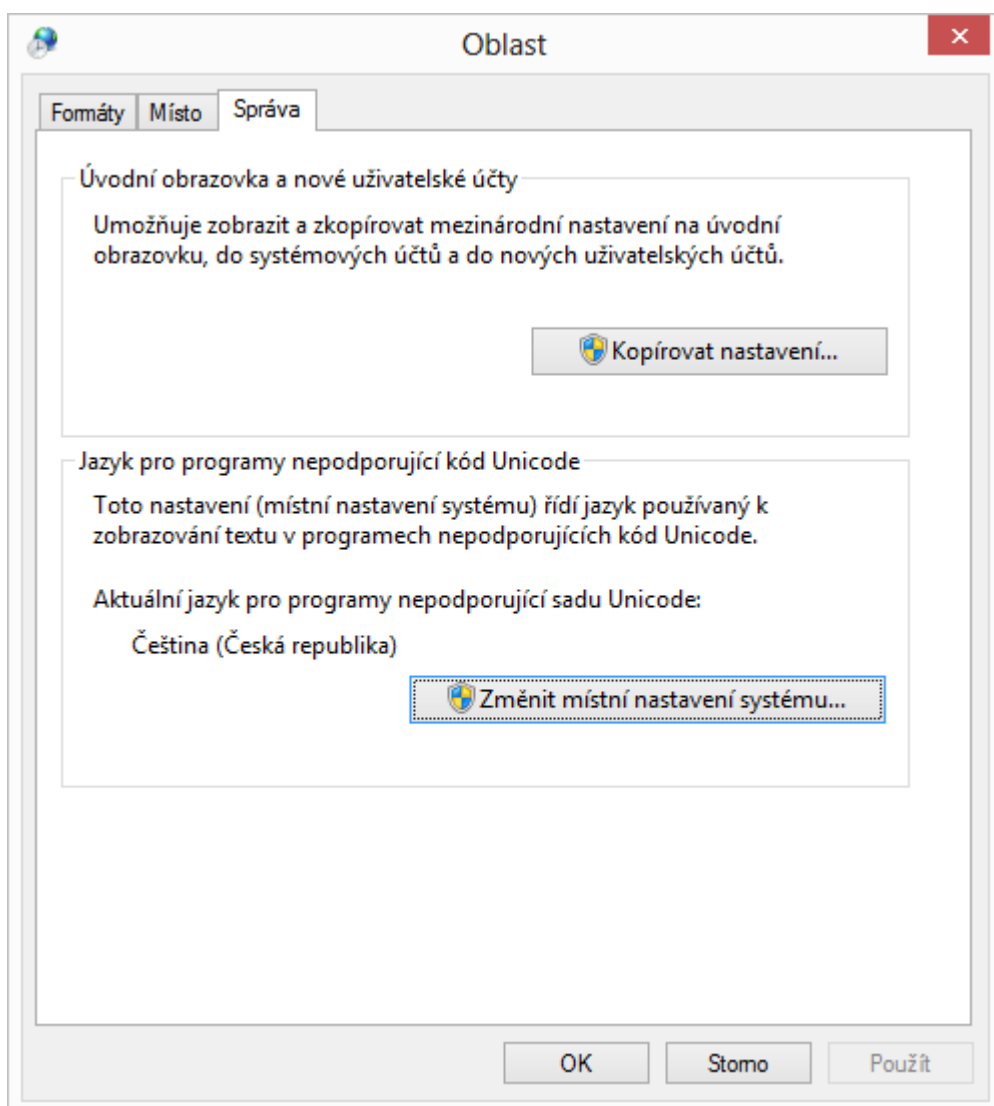 Oblast
Formáty
Místo
Správa
Úvodní obrazovka a nové uživatelské účty
Umožňuje zobrazit a zkopírovat mezinárodní nastavení na úvodní
obrazovku, do systémových účtů a do nových uživatelských účtů.
Kopírovat nastavení...
Jazyk pro programy nepodporující kód Unicode
Toto nastavení (místní nastavení systému) řídí jazyk používaný k
zobrazování textu v programech nepodporujících kód Unicode.
Aktuální jazyk pro programy nepodporující sadu Unicode:
Čeština (Česká republika)
Změnit místní nastavení systému...
OK
Storno
Použít